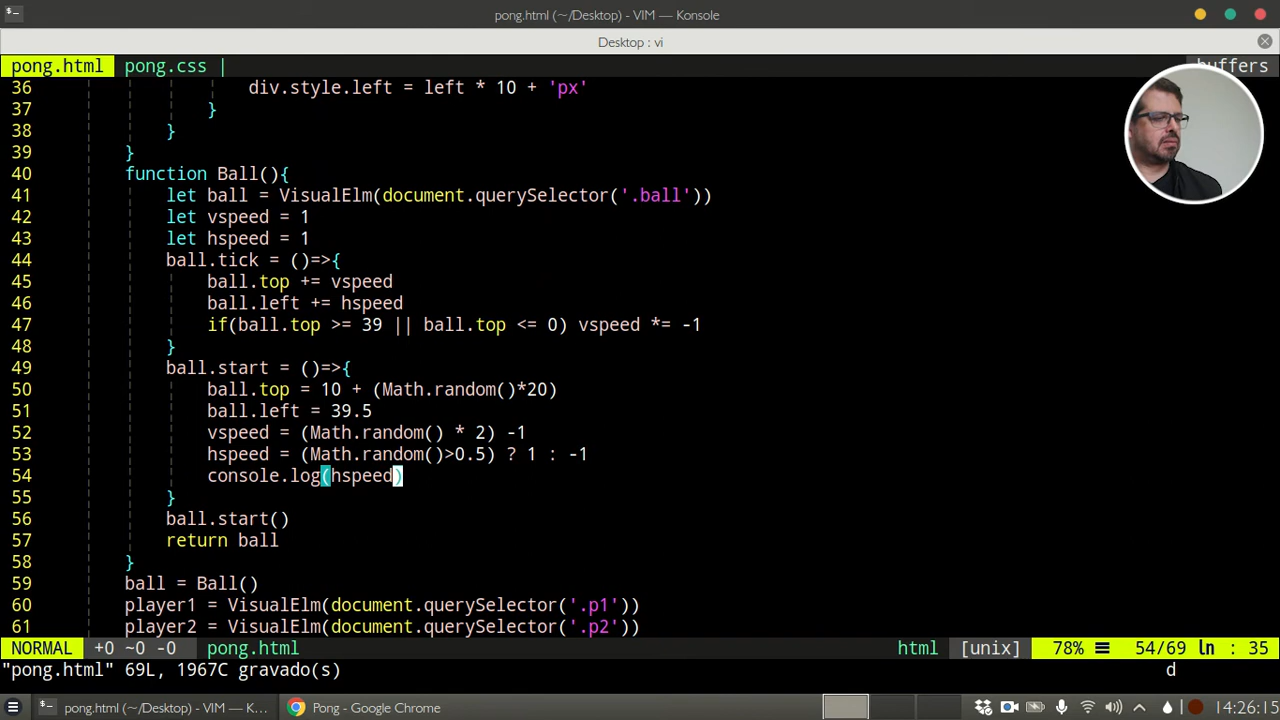 pong.html (~/Desktop) - VIM — Konsole
Desktop : vi
pong.html pong.css | buffers
36 div.style.left = left * 10 + 'px'
37 }
38 }
39 }
40 function Ball(){
41 let ball = VisualElm(document.querySelector('.ball'))
42 let vspeed = 1
43 let hspeed = 1
44 ball.tick = ()=>{
45 ball.top += vspeed
46 ball.left += hspeed
47 if(ball.top >= 39 || ball.top <= 0) vspeed *= -1
48 }
49 ball.start = ()=>{
50 ball.top = 10 + (Math.random()*20)
51 ball.left = 39.5
52 vspeed = (Math.random() * 2) -1
53 hspeed = (Math.random()>0.5) ? 1 : -1
54 console.log(hspeed)
55 }
56 ball.start()
57 return ball
58 }
59 ball = Ball()
60 player1 = VisualElm(document.querySelector('.p1'))
61 player2 = VisualElm(document.querySelector('.p2'))
NORMAL +0 ~0 -0 pong.html html [unix] 78% ☰ 54/69 ln : 35
"pong.html" 69L, 1967C gravado(s) d
pong.html (~/Desktop) - VIM — K... Pong - Google Chrome 14:26:15